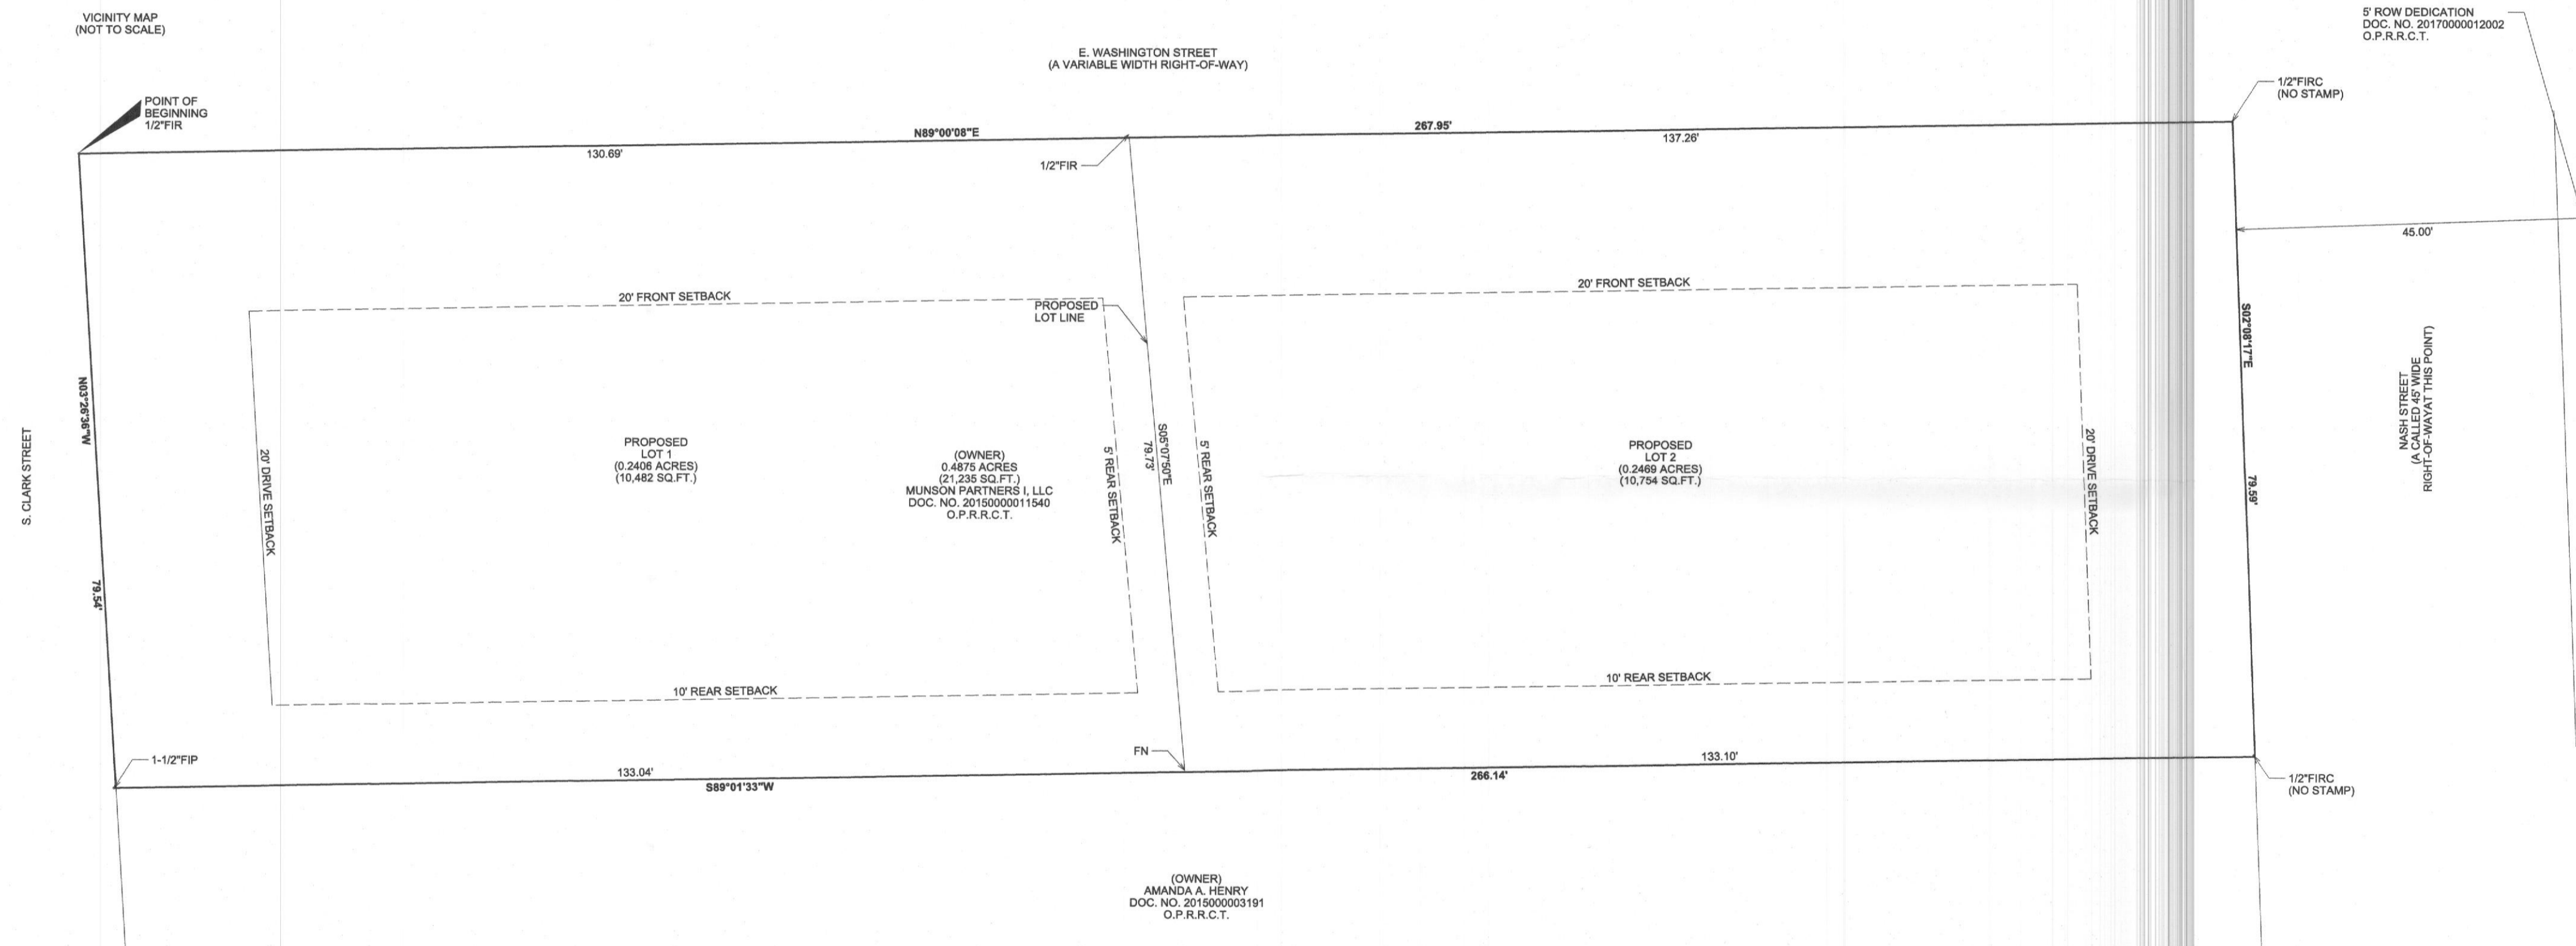 VICINITY MAP
(NOT TO SCALE)
5' ROW DEDICATION
DOC. NO. 20170000012002
O.P.R.R.C.T.
E. WASHINGTON STREET
(A VARIABLE WIDTH RIGHT-OF-WAY)
1/2"FIRC
(NO STAMP)
POINT OF
BEGINNING
1/2"FIR
N89°00'08"E
267.95'
130.69'
137.26'
1/2"FIR
45.00'
20' FRONT SETBACK
PROPOSED
LOT LINE
20' FRONT SETBACK
S. CLARK STREET
N03°26'36"W
79.54'
20' DRIVE SETBACK
PROPOSED
LOT 1
(0.2406 ACRES)
(10,482 SQ.FT.)
(OWNER)
0.4875 ACRES
(21,235 SQ.FT.)
MUNSON PARTNERS I, LLC
DOC. NO. 20150000011540
O.P.R.R.C.T.
5' REAR SETBACK
S05°07'50"E
79.73'
5' REAR SETBACK
PROPOSED
LOT 2
(0.2469 ACRES)
(10,754 SQ.FT.)
20' DRIVE SETBACK
S02°08'17"E
79.59'
NASH STREET
(A CALLED 45' WIDE
RIGHT-OF-WAYAT THIS POINT)
10' REAR SETBACK
10' REAR SETBACK
1-1/2"FIP
FN
133.04'
S89°01'33"W
266.14'
133.10'
1/2"FIRC
(NO STAMP)
(OWNER)
AMANDA A. HENRY
DOC. NO. 2015000003191
O.P.R.R.C.T.